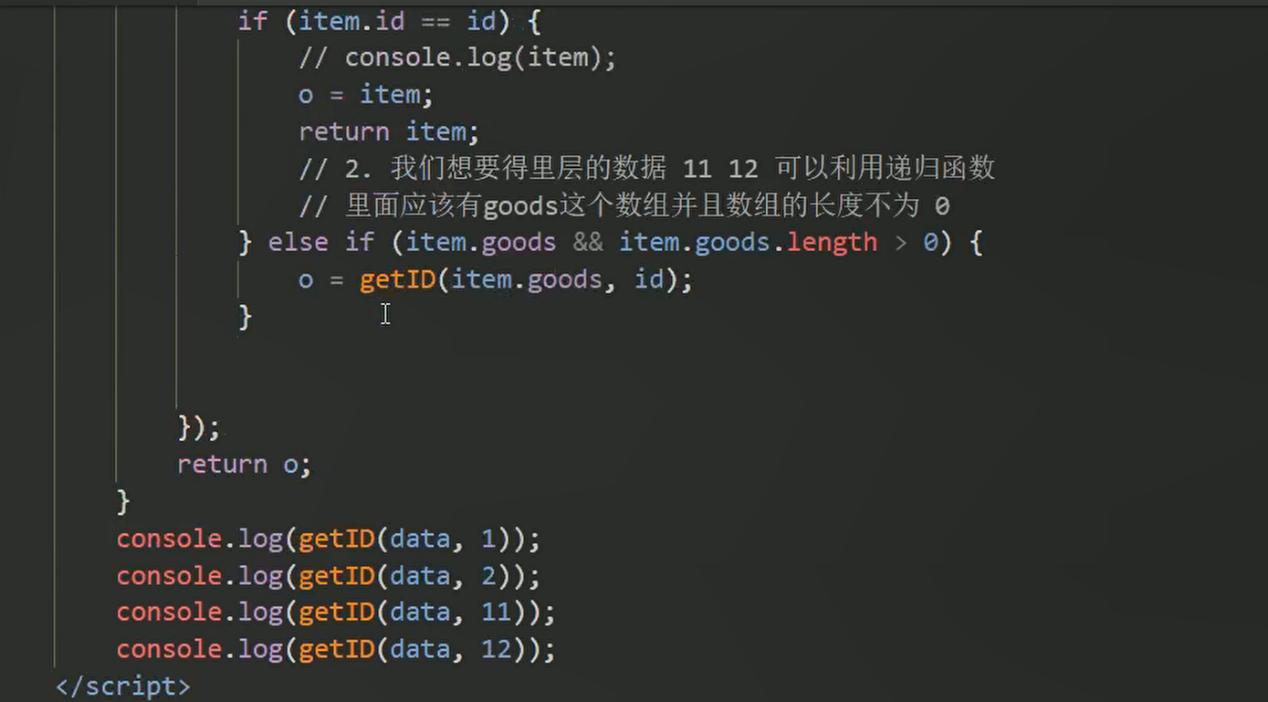 if (item.id == id) {
// console.log(item);
o = item;
return item;
// 2. 我们想要得里层的数据 11 12 可以利用递归函数
// 里面应该有goods这个数组并且数组的长度不为 0
} else if (item.goods && item.goods.length > 0) {
o = getID(item.goods, id);
}
});
return o;
}
console.log(getID(data, 1));
console.log(getID(data, 2));
console.log(getID(data, 11));
console.log(getID(data, 12));
</script>